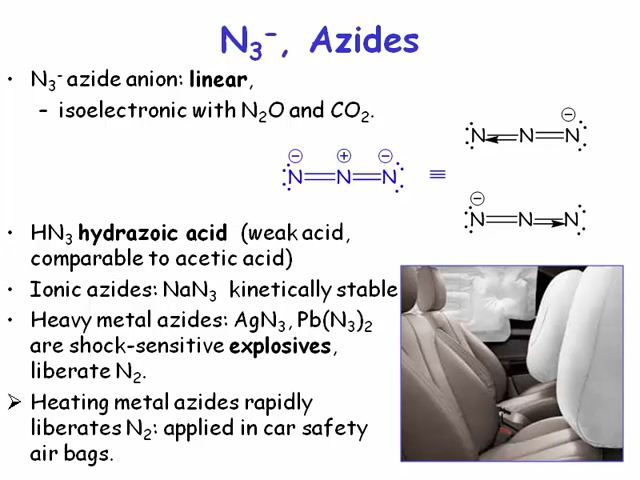 N₃⁻, Azides
• N₃⁻ azide anion: linear,
– isoelectronic with N₂O and CO₂.
⊖
:N N=N:
⊖ ⊕ ⊖
:N=N=N: ≡
⊖
:N=N N:
• HN₃ hydrazoic acid (weak acid,
comparable to acetic acid)
• Ionic azides: NaN₃ kinetically stable
• Heavy metal azides: AgN₃, Pb(N₃)₂
are shock-sensitive explosives,
liberate N₂.
➢ Heating metal azides rapidly
liberates N₂: applied in car safety
air bags.